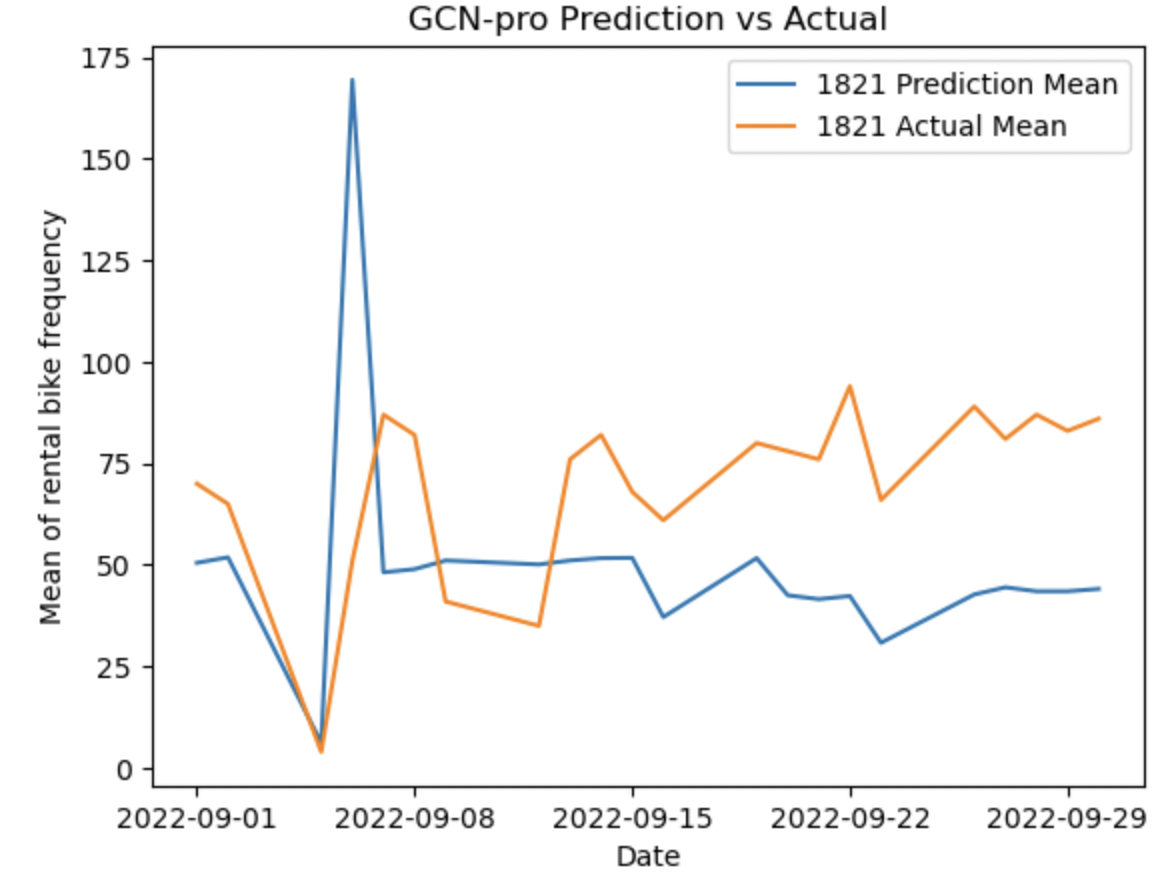 GCN-pro Prediction vs Actual
1821 Prediction Mean
1821 Actual Mean
Mean of rental bike frequency
175
150
125
100
75
50
25
0
2022-09-01 2022-09-08 2022-09-15 2022-09-22 2022-09-29
Date